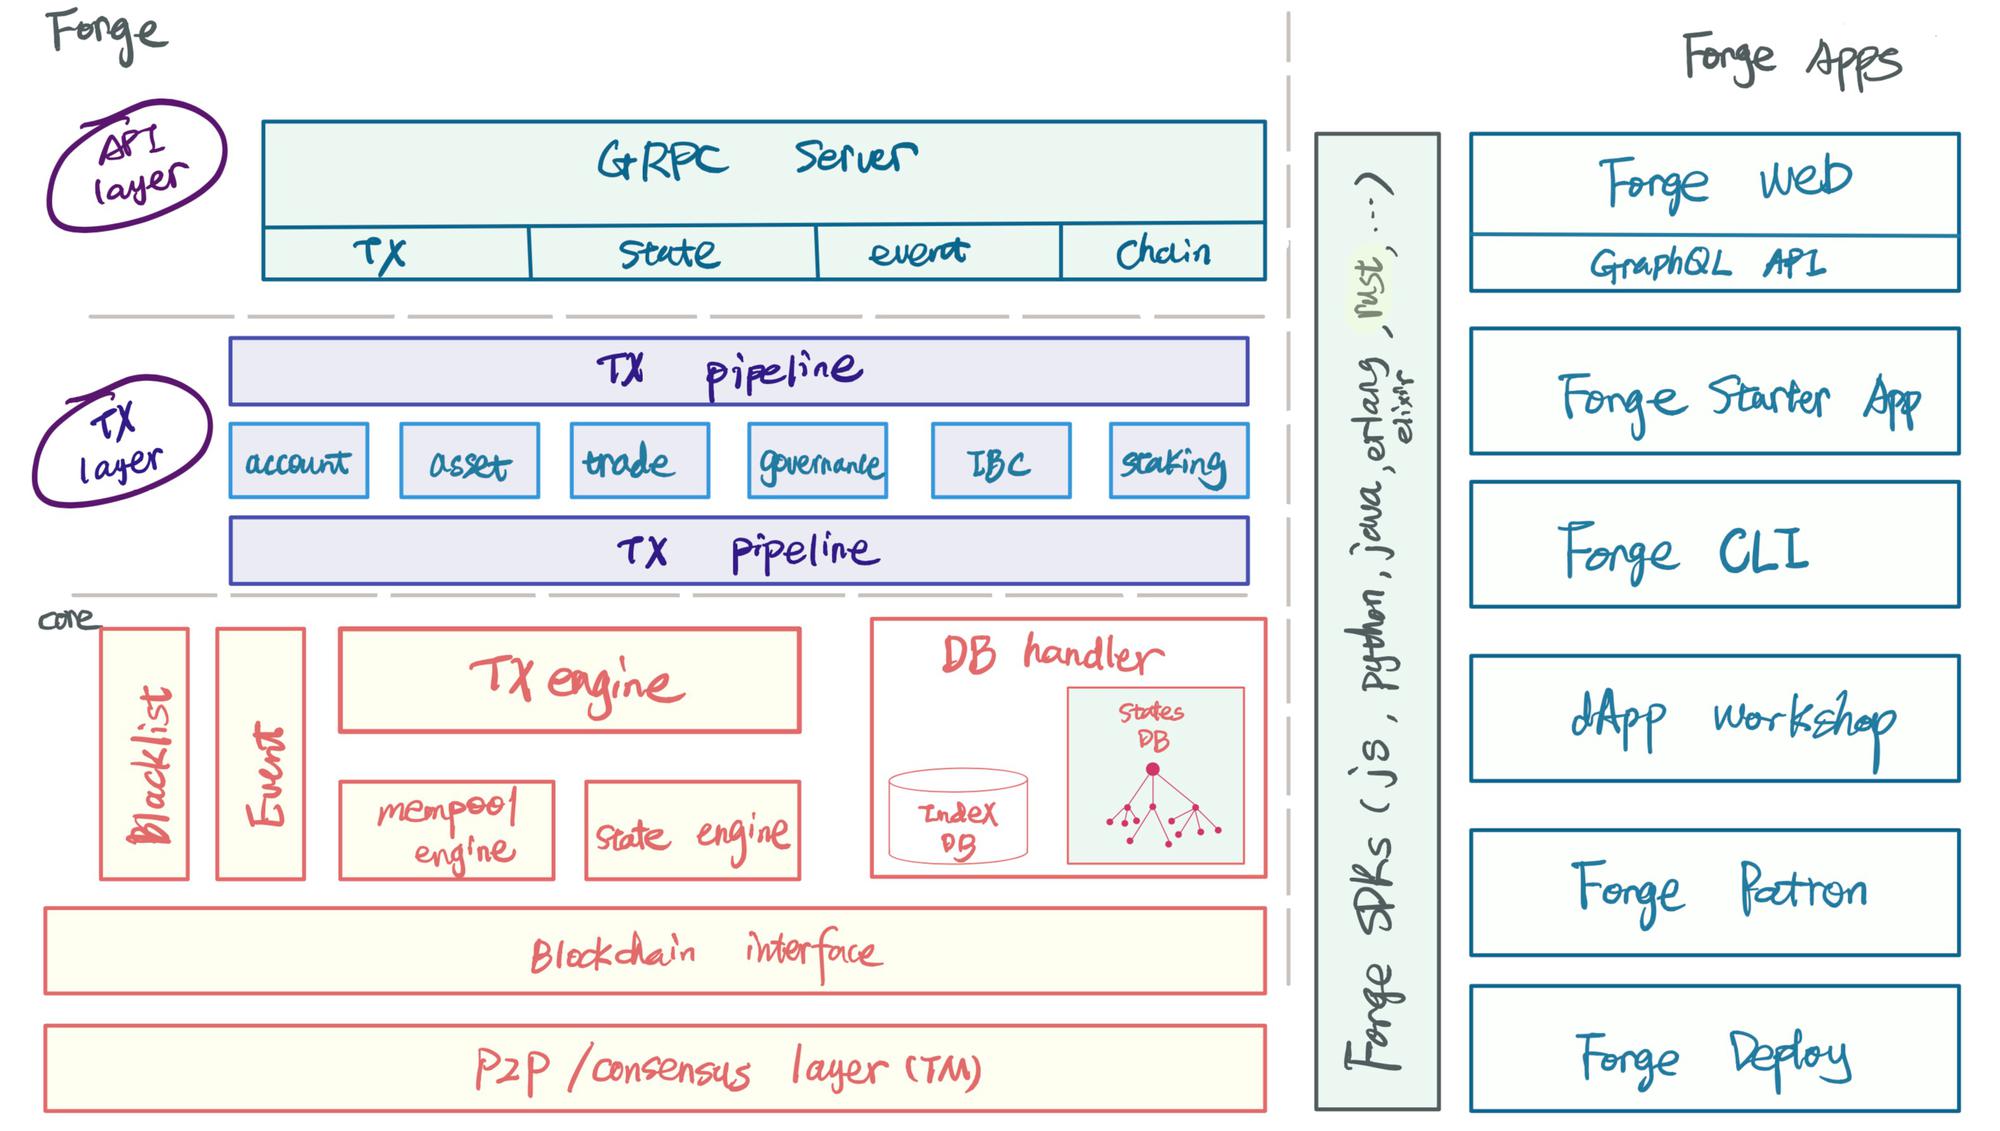 Forge
API
layer
GRPC Server
TX
state
event
Chain
TX
layer
TX pipeline
account
asset
trade
governance
IBC
staking
TX pipeline
core
Blacklist
Event
TX engine
mempool
engine
state engine
DB handler
Index
DB
States
DB
Blockchain interface
P2P/consensus layer (TM)
Forge SDKs (js, python, java, erlang, rust, ...)
elixir
Forge Apps
Forge Web
GraphQL API
Forge Starter App
Forge CLI
dApp workshop
Forge Patron
Forge Deploy